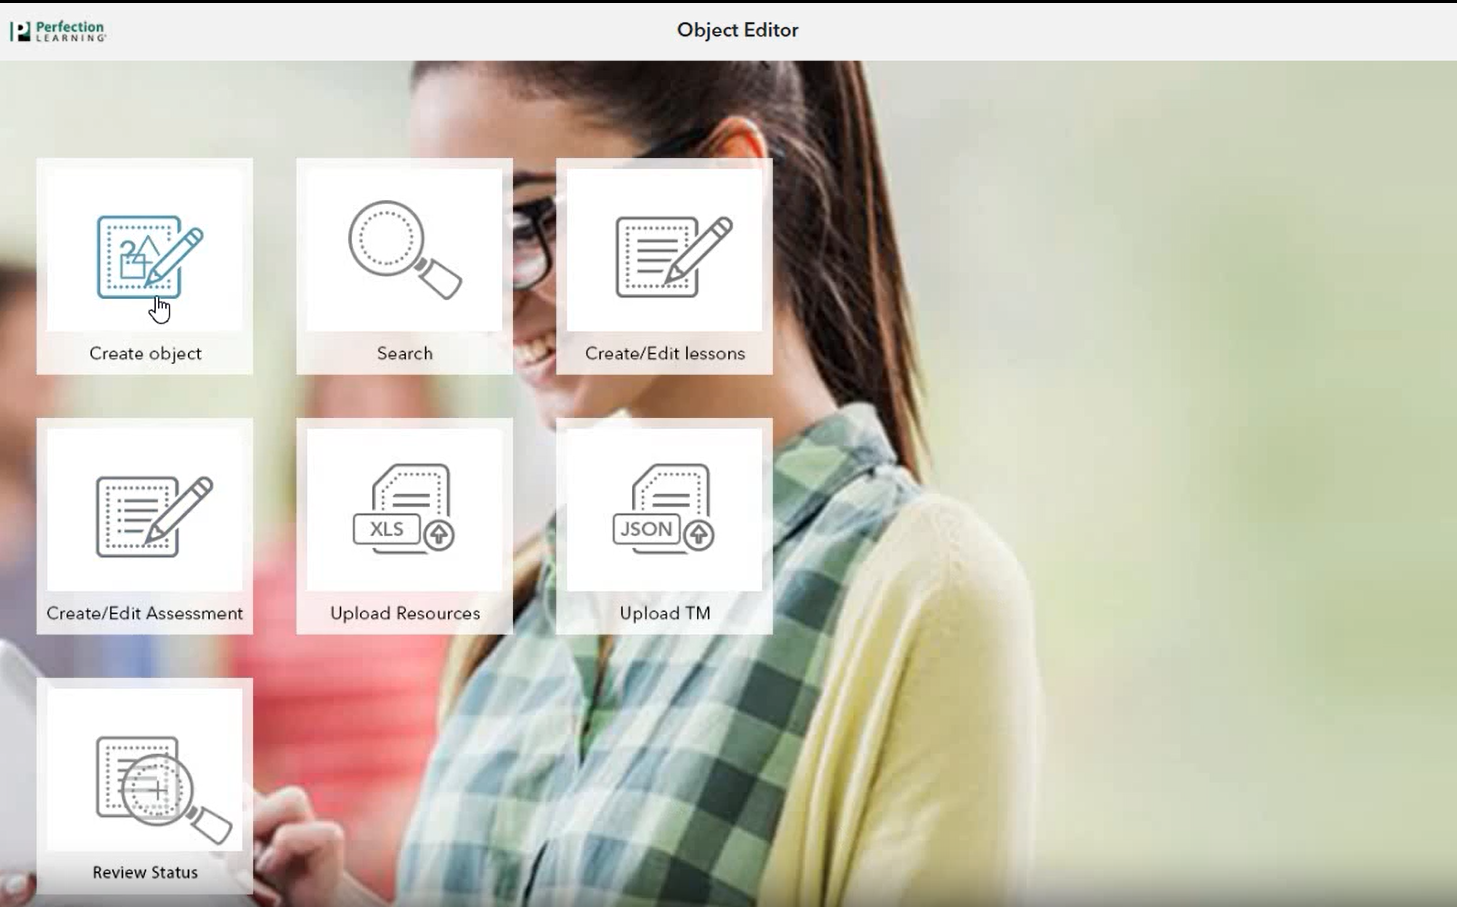 Perfection
LEARNING
Object Editor
24
Create object
Search
Create/Edit lessons
XLS
JSON
Create/Edit Assessment
Upload Resources
Upload TM
Review Status